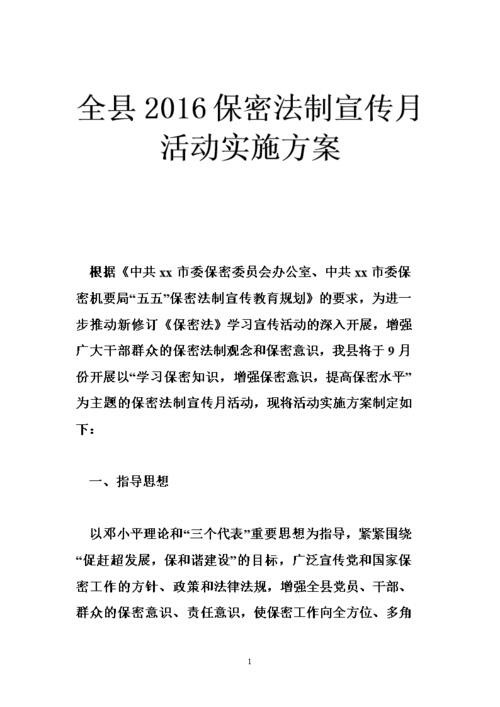 全县2016保密法制宣传月
活动实施方案
根据《中共xx市委保密委员会办公室、中共xx市委保
密机要局“五五”保密法制宣传教育规划》的要求，为进一
步推动新修订《保密法》学习宣传活动的深入开展，增强
广大干部群众的保密法制观念和保密意识，我县将于9月
份开展以“学习保密知识，增强保密意识，提高保密水平”
为主题的保密法制宣传月活动，现将活动实施方案制定如
下：
一、指导思想
以邓小平理论和“三个代表”重要思想为指导，紧紧围绕
“促赶超发展，保和谐建设”的目标，广泛宣传党和国家保
密工作的方针、政策和法律法规，增强全县党员、干部、
群众的保密意识、责任意识，使保密工作向全方位、多角
1